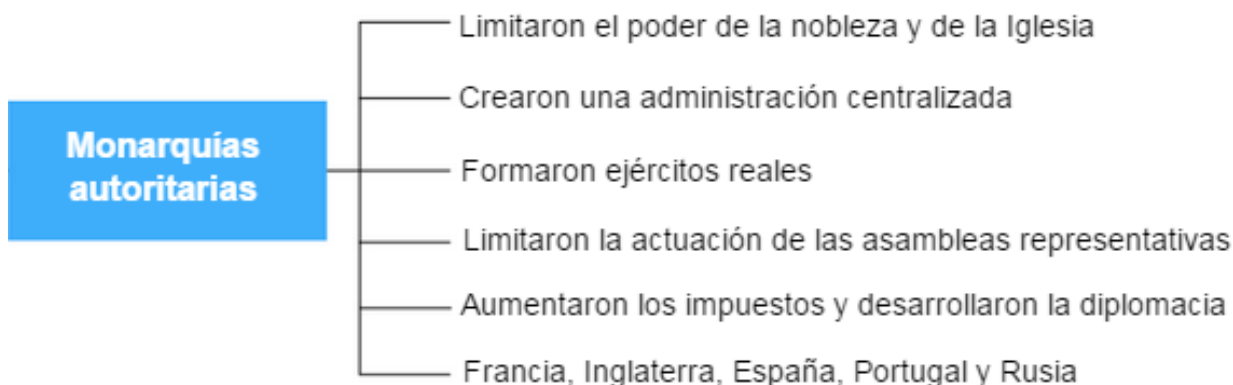 Limitaron el poder de la nobleza y de la Iglesia
Crearon una administración centralizada
Monarquías
autoritarias
Formaron ejércitos reales
Limitaron la actuación de las asambleas representativas
Aumentaron los impuestos y desarrollaron la diplomacia
Francia, Inglaterra, España, Portugal y Rusia